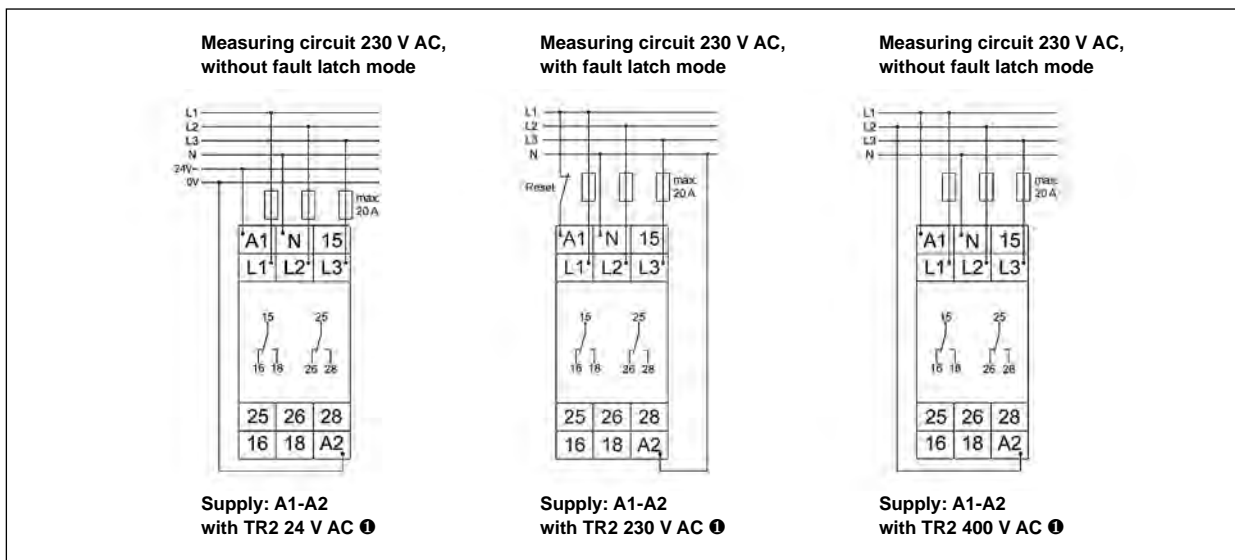 Measuring circuit 230 V AC,
without fault latch mode
L1
L2
L3
N
24V~
0V
max.
20 A
A1 N 15
L1 L2 L3
15 25
16 18 26 28
25 26 28
16 18 A2
Supply: A1-A2
with TR2 24 V AC ❶
Measuring circuit 230 V AC,
with fault latch mode
L1
L2
L3
N
Reset
max.
20 A
A1 N 15
L1 L2 L3
15 25
16 18 26 28
25 26 28
16 18 A2
Supply: A1-A2
with TR2 230 V AC ❶
Measuring circuit 230 V AC,
without fault latch mode
L1
L2
L3
N
max.
20 A
A1 N 15
L1 L2 L3
15 25
16 18 26 28
25 26 28
16 18 A2
Supply: A1-A2
with TR2 400 V AC ❶